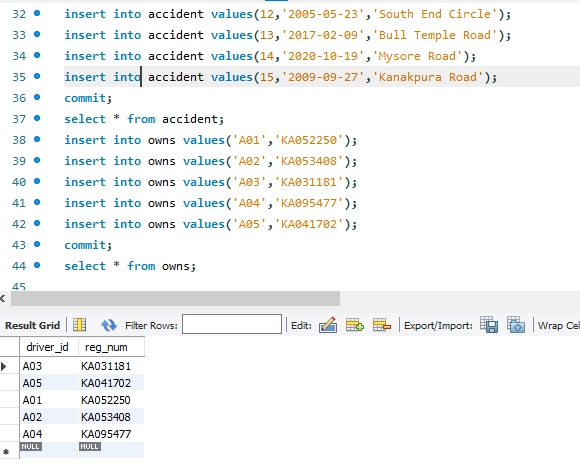 32 insert into accident values(12,'2005-05-23','South End Circle');
33 insert into accident values(13,'2017-02-09','Bull Temple Road');
34 insert into accident values(14,'2020-10-19','Mysore Road');
35 insert into accident values(15,'2009-09-27','Kanakpura Road');
36 commit;
37 select * from accident;
38 insert into owns values('A01','KA052250');
39 insert into owns values('A02','KA053408');
40 insert into owns values('A03','KA031181');
41 insert into owns values('A04','KA095477');
42 insert into owns values('A05','KA041702');
43 commit;
44 select * from owns;
45
Result Grid Filter Rows: Edit: Export/Import: Wrap Cel
driver_id reg_num
A03 KA031181
A05 KA041702
A01 KA052250
A02 KA053408
A04 KA095477
NULL NULL